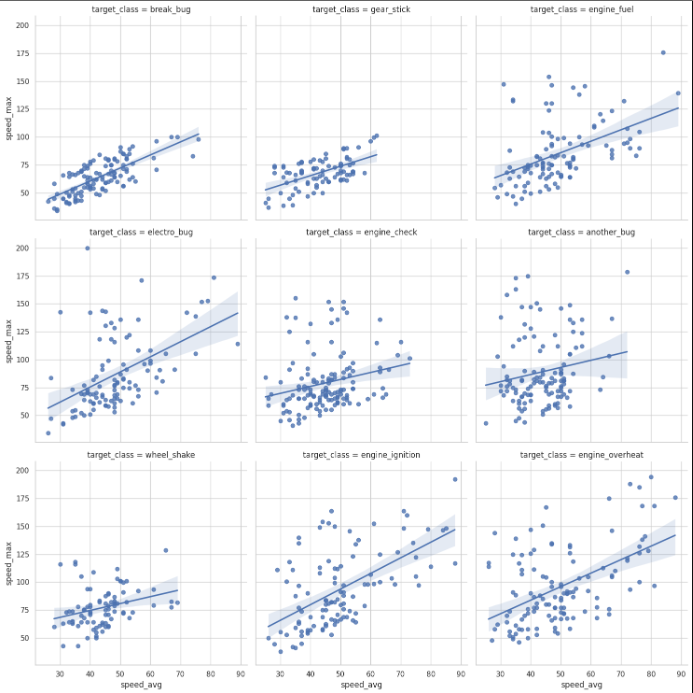 target_class = break_bug
target_class = gear_stick
target_class = engine_fuel
200
175
150
125
100
75
50
speed_max
target_class = electro_bug
target_class = engine_check
target_class = another_bug
200
175
150
125
100
75
50
speed_max
target_class = wheel_shake
target_class = engine_ignition
target_class = engine_overheat
200
175
150
125
100
75
50
speed_max
30 40 50 60 70 80 90
30 40 50 60 70 80 90
30 40 50 60 70 80 90
speed_avg
speed_avg
speed_avg